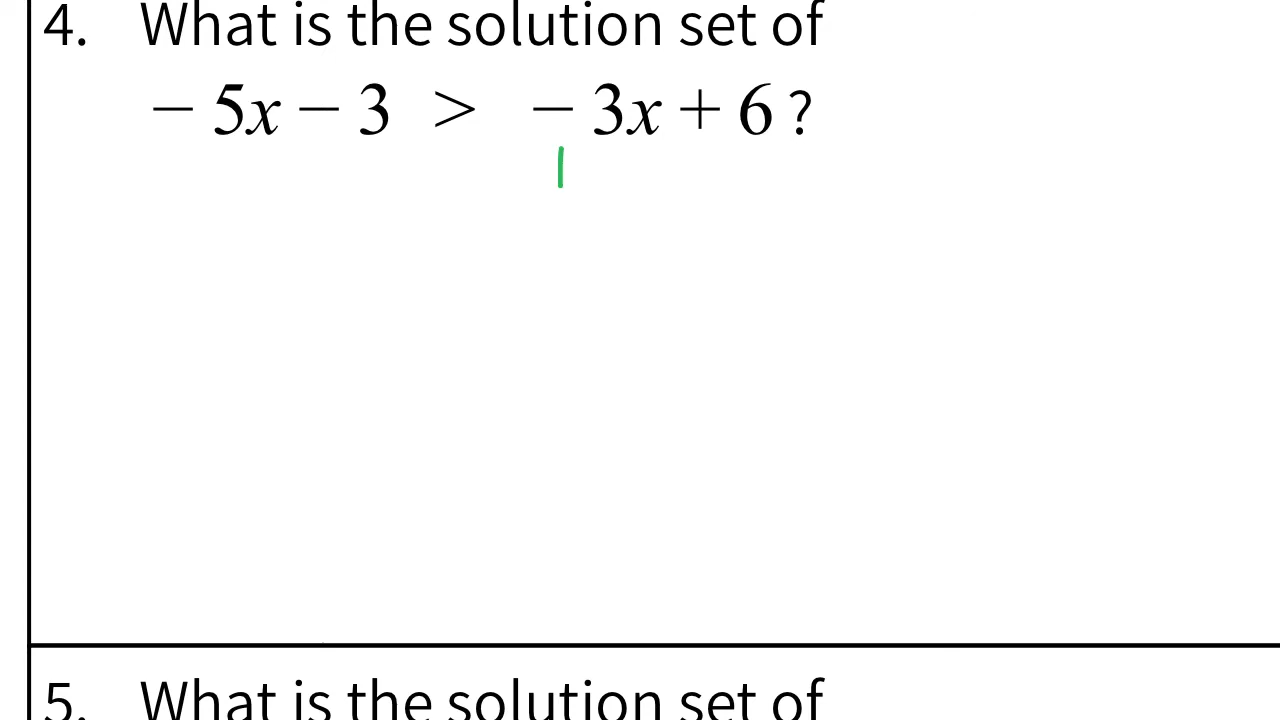 4. What is the solution set of
− 5x − 3 > − 3x + 6 ?
5. What is the solution set of